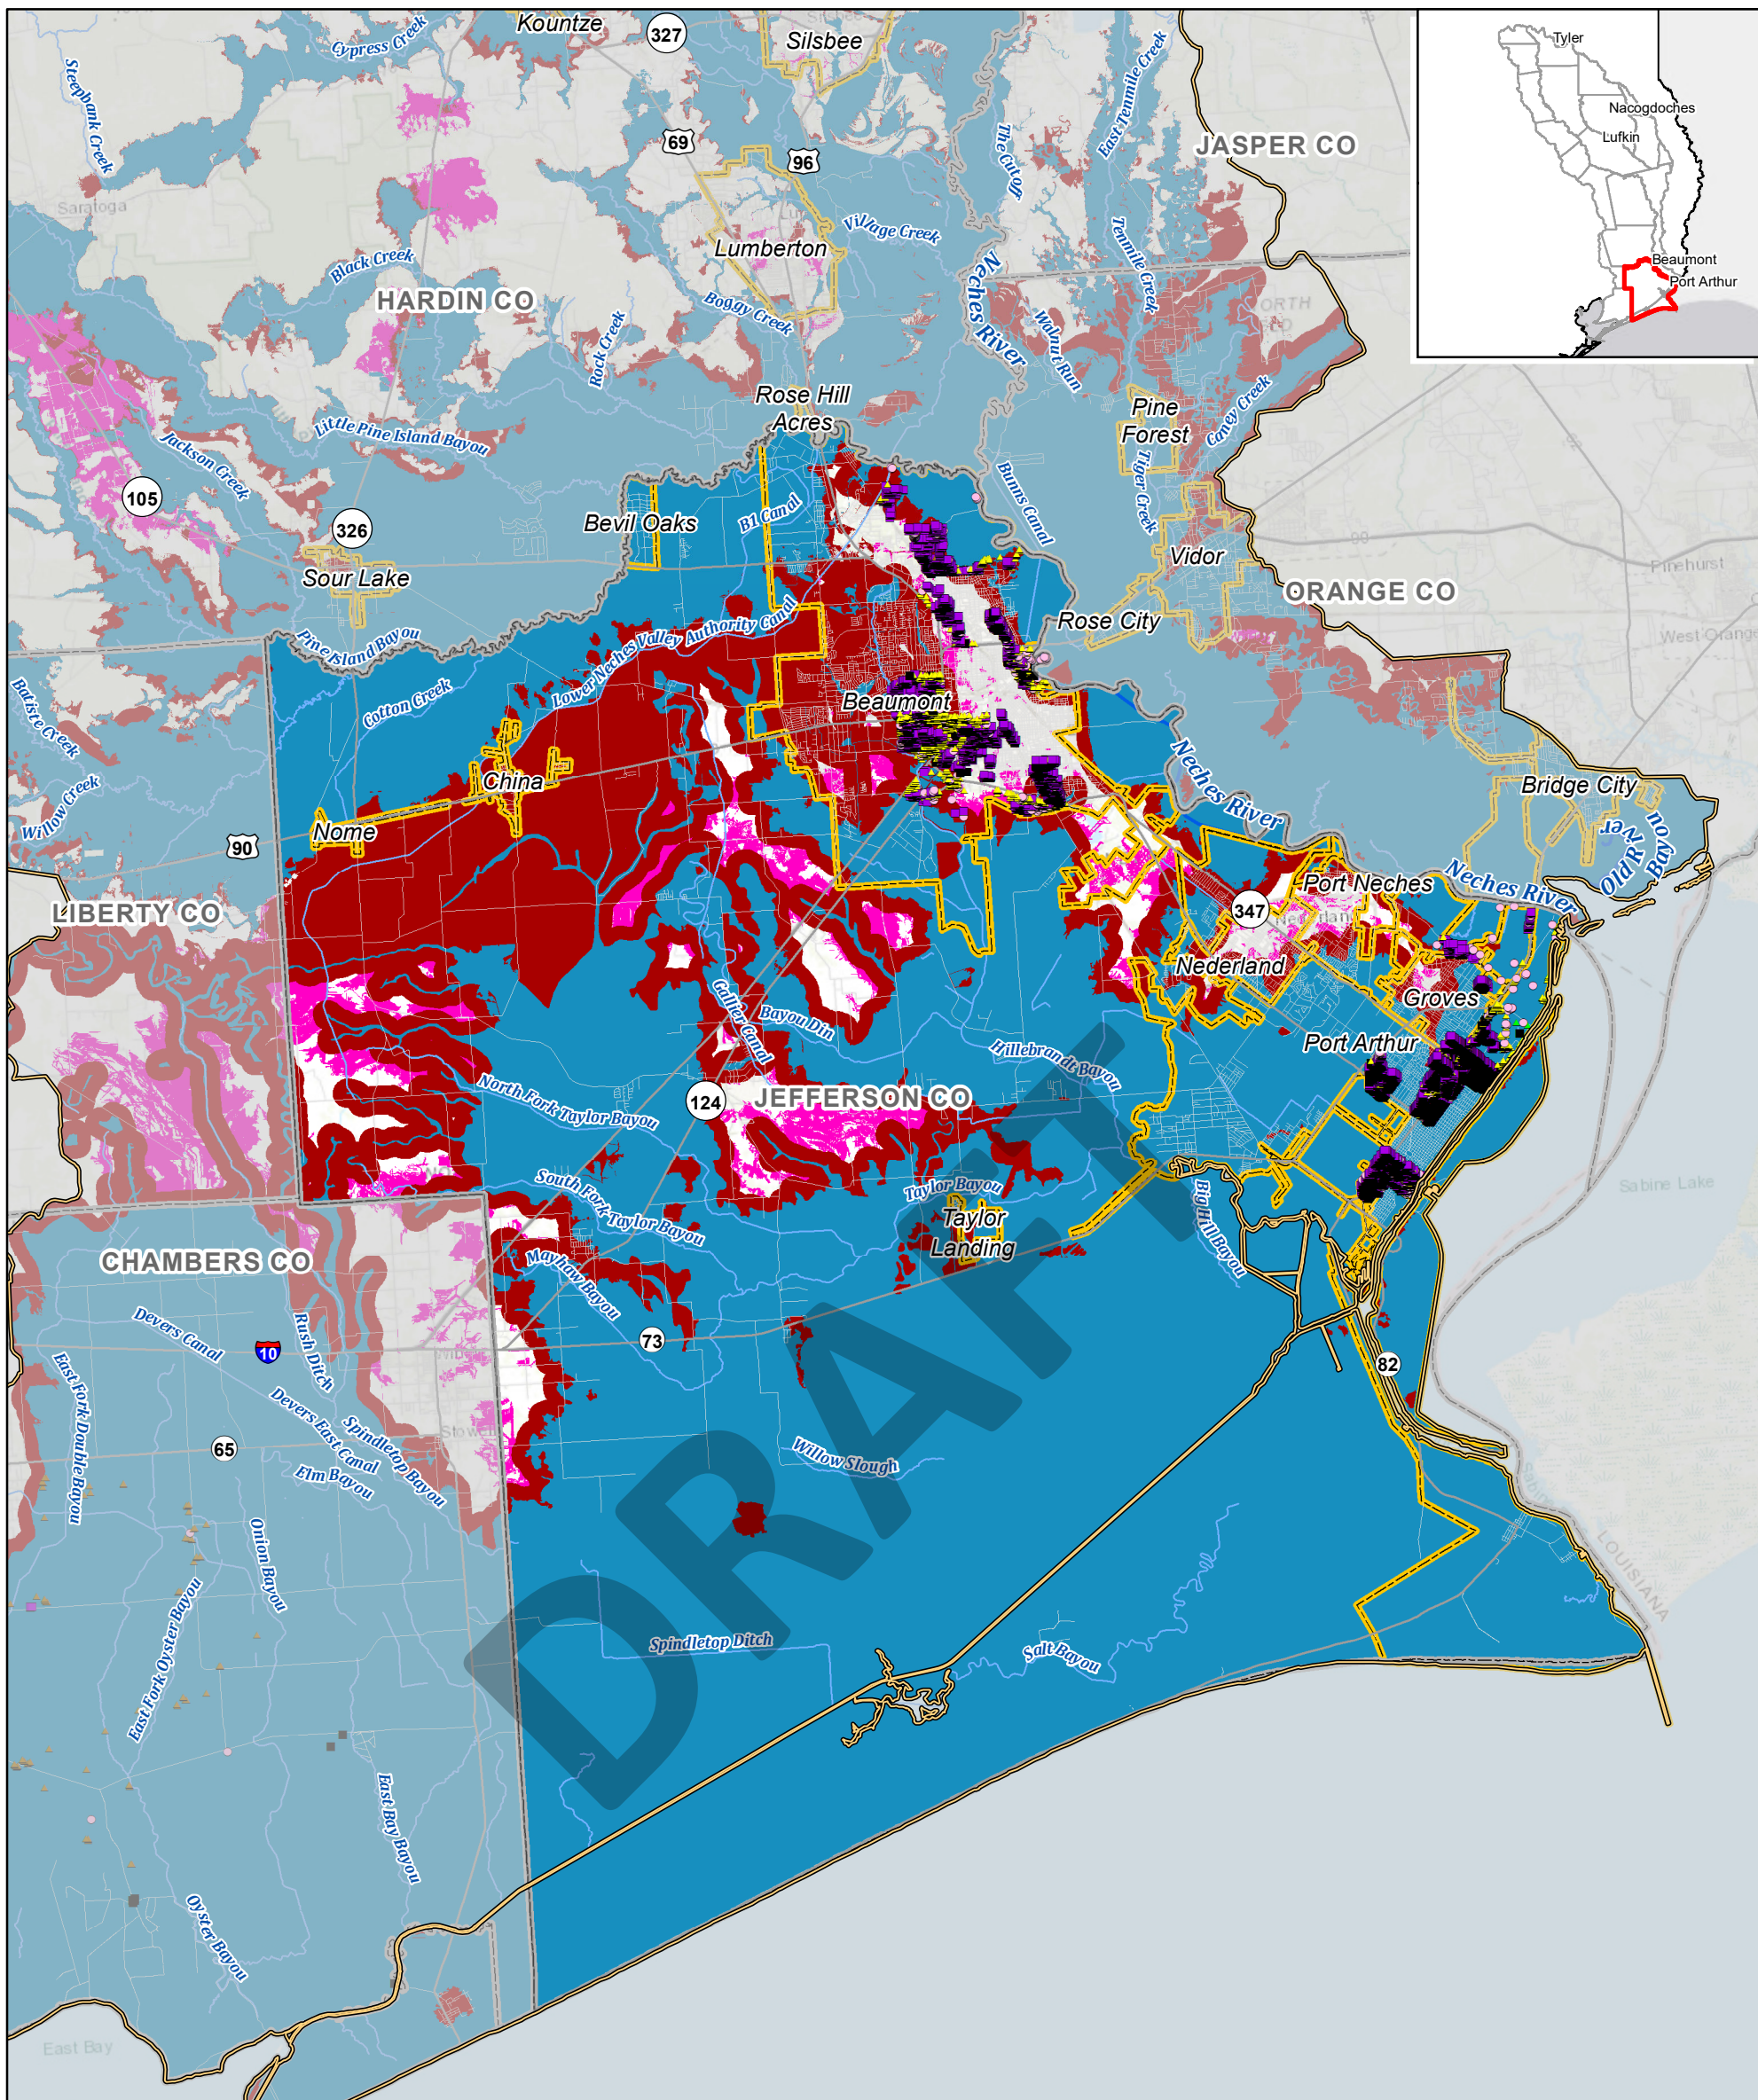 Kountze
327
Silsbee
Cypress Creek
Steepbank Creek
East Tenmile Creek
Tyler
Nacogdoches
Lufkin
Beaumont
Port Arthur
69
96
The Cutoff
JASPER CO
Saratoga
Village Creek
Lumberton
Tenmile Creek
Neches River
Black Creek
HARDIN CO
Boggy Creek
Rock Creek
Walnut Run
Rose Hill
Acres
Pine
Forest
Caney Creek
Little Pine Island Bayou
Jackson Creek
Tiger Creek
105
326
Bevil Oaks
B1 Canal
Bunns Canal
Vidor
Sour Lake
Pinehurst
ORANGE CO
Rose City
Pine Island Bayou
Lower Neches Valley Authority Canal
West Orange
Batiste Creek
Cotton Creek
Beaumont
Neches River
China
Bridge City
Willow Creek
Nome
90
Old River
Bayou
Port Neches
Neches River
LIBERTY CO
347
Nederland
Nederland
Groves
Gallier Canal
Bayou Din
Port Arthur
Hillebrandt Bayou
North Fork Taylor Bayou
124
JEFFERSON CO
Sabine Lake
South Fork Taylor Bayou
Taylor Bayou
Big Hill Bayou
Taylor
Landing
CHAMBERS CO
Mayhaw Bayou
Devers Canal
Rush Ditch
10
73
82
East Fork Double Bayou
Devers East Canal
Spindletop Bayou
65
Elm Bayou
Willow Slough
Onion Bayou
LOUISIANA
East Fork Oyster Bayou
Spindletop Ditch
Salt Bayou
East Bay Bayou
Oyster Bayou
East Bay
DRAFT